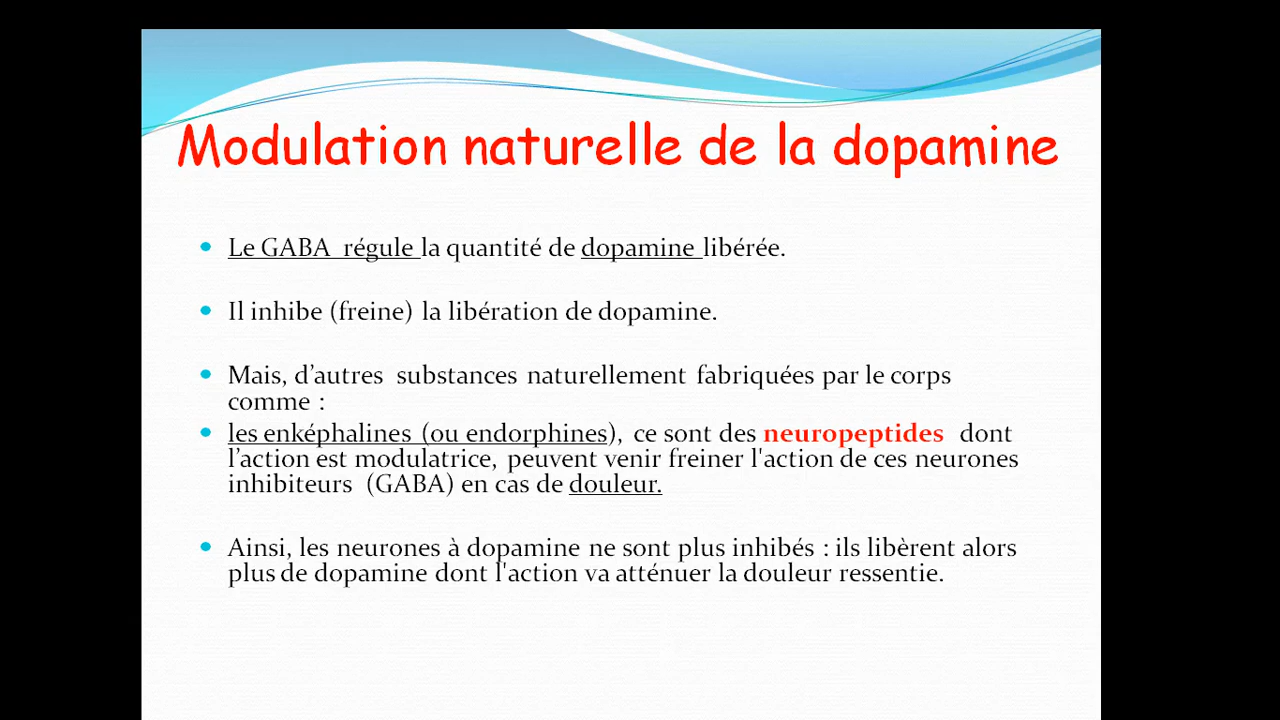 Modulation naturelle de la dopamine
Le GABA régule la quantité de dopamine libérée.
Il inhibe (freine) la libération de dopamine.
Mais, d’autres substances naturellement fabriquées par le corps
comme :
les enképhalines (ou endorphines), ce sont des neuropeptides dont
l’action est modulatrice, peuvent venir freiner l'action de ces neurones
inhibiteurs (GABA) en cas de douleur.
Ainsi, les neurones à dopamine ne sont plus inhibés : ils libèrent alors
plus de dopamine dont l'action va atténuer la douleur ressentie.